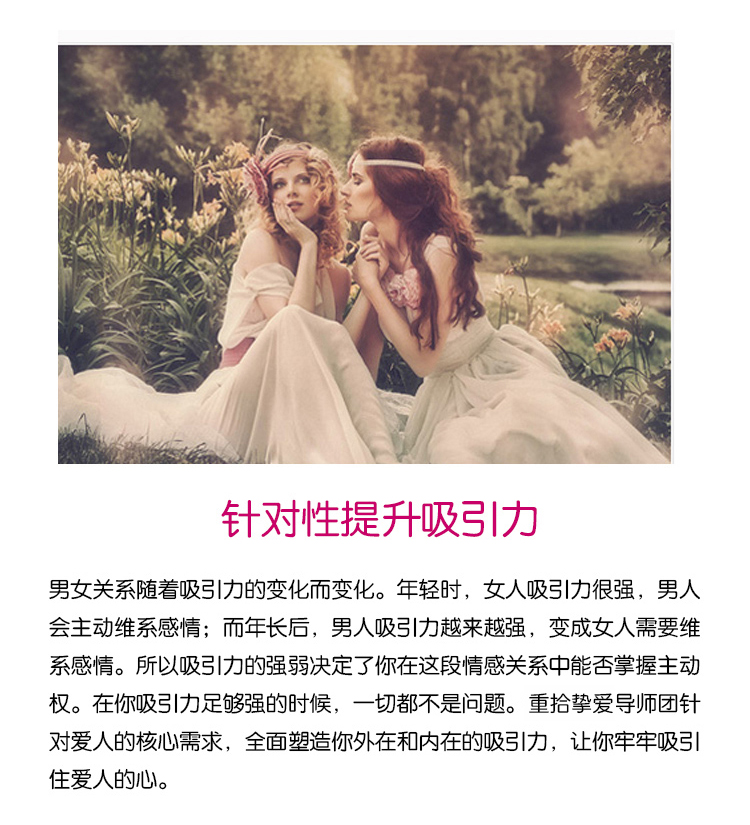 针对性提升吸引力
男女关系随着吸引力的变化而变化。年轻时，女人吸引力很强，男人
会主动维系感情；而年长后，男人吸引力越来越强，变成女人需要维
系感情。所以吸引力的强弱决定了你在这段情感关系中能否掌握主动
权。在你吸引力足够强的时候，一切都不是问题。重拾挚爱导师团针
对爱人的核心需求，全面塑造你外在和内在的吸引力，让你牢牢吸引
住爱人的心。